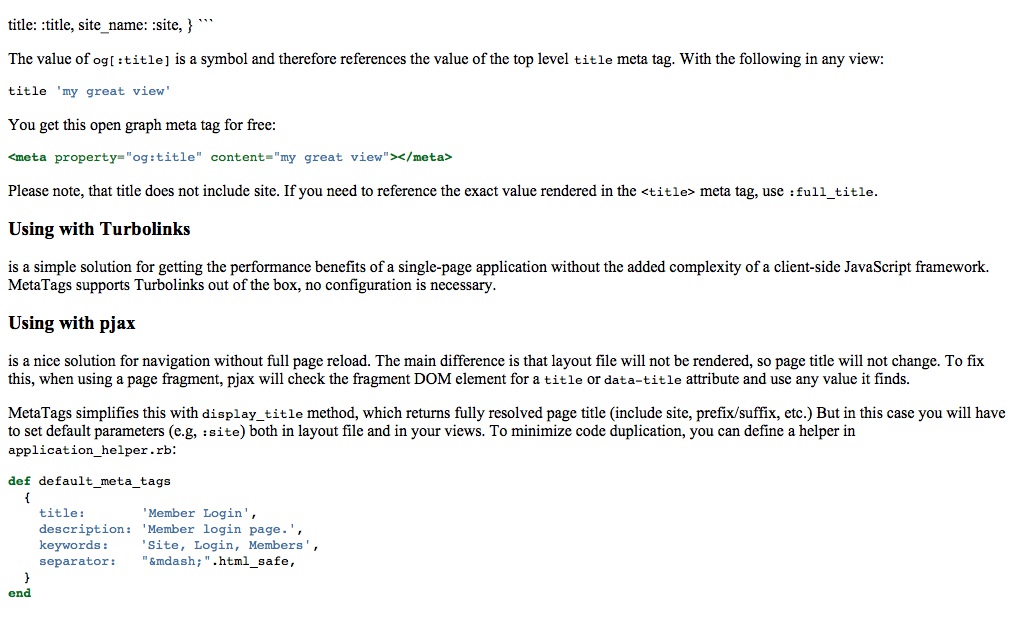 title: :title, site_name: :site, } ```
The value of og[:title] is a symbol and therefore references the value of the top level title meta tag. With the following in any view:
title 'my great view'
You get this open graph meta tag for free:
<meta property="og:title" content="my great view"></meta>
Please note, that title does not include site. If you need to reference the exact value rendered in the <title> meta tag, use :full_title.
Using with Turbolinks
is a simple solution for getting the performance benefits of a single-page application without the added complexity of a client-side JavaScript framework.
MetaTags supports Turbolinks out of the box, no configuration is necessary.
Using with pjax
is a nice solution for navigation without full page reload. The main difference is that layout file will not be rendered, so page title will not change. To fix
this, when using a page fragment, pjax will check the fragment DOM element for a title or data-title attribute and use any value it finds.
MetaTags simplifies this with display_title method, which returns fully resolved page title (include site, prefix/suffix, etc.) But in this case you will have
to set default parameters (e.g, :site) both in layout file and in your views. To minimize code duplication, you can define a helper in
application_helper.rb:
def default_meta_tags
  {
    title:       'Member Login',
    description: 'Member login page.',
    keywords:    'Site, Login, Members',
    separator:   "&mdash;".html_safe,
  }
end